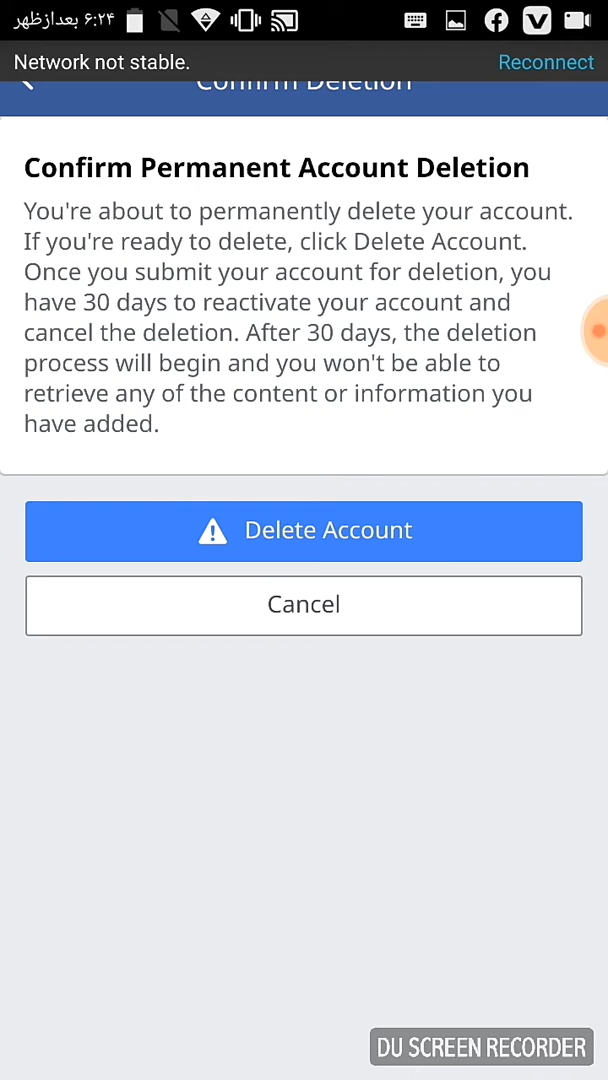 ۶:۲۴ بعدازظهر
Network not stable. Reconnect
Confirm Deletion
Confirm Permanent Account Deletion
You're about to permanently delete your account.
If you're ready to delete, click Delete Account.
Once you submit your account for deletion, you
have 30 days to reactivate your account and
cancel the deletion. After 30 days, the deletion
process will begin and you won't be able to
retrieve any of the content or information you
have added.
Delete Account
Cancel
DU SCREEN RECORDER